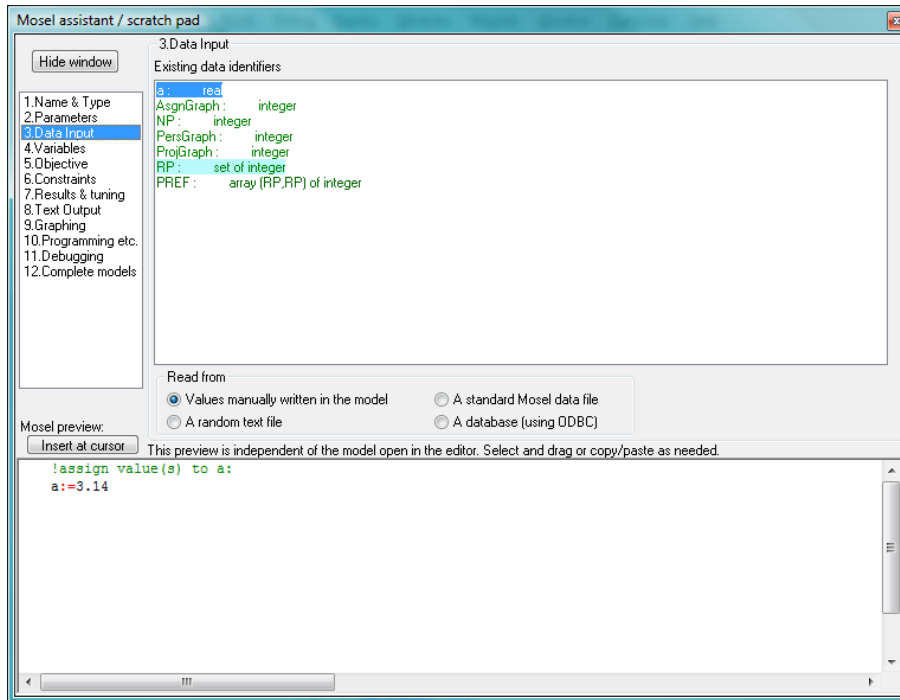 Mosel assistant / scratch pad
Hide window
1.Name & Type
2.Parameters
3.Data Input
4.Variables
5.Objective
6.Constraints
7.Results & tuning
8.Text Output
9.Graphing
10.Programming etc.
11.Debugging
12.Complete models
3.Data Input
Existing data identifiers
a : real
AsgnGraph : integer
NP : integer
PersGraph : integer
ProjGraph : integer
RP : set of integer
PREF : array (RP,RP) of integer
Read from
Values manually written in the model
A standard Mosel data file
A random text file
A database (using ODBC)
Mosel preview:
Insert at cursor
This preview is independent of the model open in the editor. Select and drag or copy/paste as needed.
!assign value(s) to a:
a:=3.14